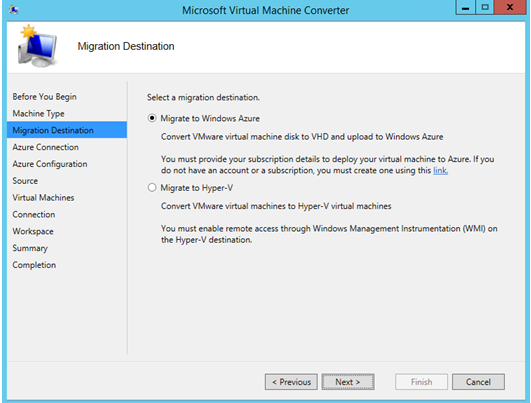 Microsoft Virtual Machine Converter
Migration Destination
Before You Begin
Machine Type
Migration Destination
Azure Connection
Azure Configuration
Source
Virtual Machines
Connection
Workspace
Summary
Completion
Select a migration destination.
Migrate to Windows Azure
Convert VMware virtual machine disk to VHD and upload to Windows Azure
You must provide your subscription details to deploy your virtual machine to Azure. If you
do not have an account or a subscription, you must create one using this link.
Migrate to Hyper-V
Convert VMware virtual machines to Hyper-V virtual machines
You must enable remote access through Windows Management Instrumentation (WMI) on
the Hyper-V destination.
< Previous
Next >
Finish
Cancel